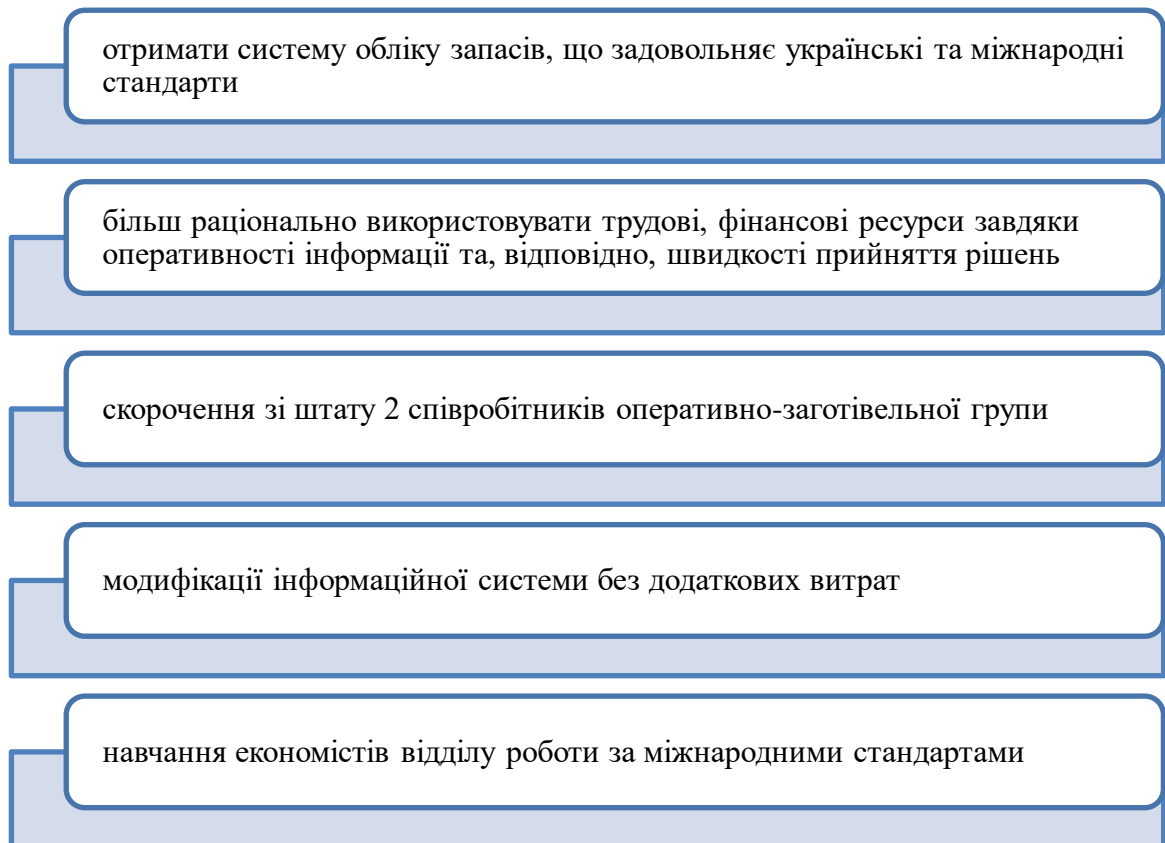 отримати систему обліку запасів, що задовольняє українські та міжнародні
стандарти
більш раціонально використовувати трудові, фінансові ресурси завдяки
оперативності інформації та, відповідно, швидкості прийняття рішень
скорочення зі штату 2 співробітників оперативно-заготівельної групи
модифікації інформаційної системи без додаткових витрат
навчання економістів відділу роботи за міжнародними стандартами